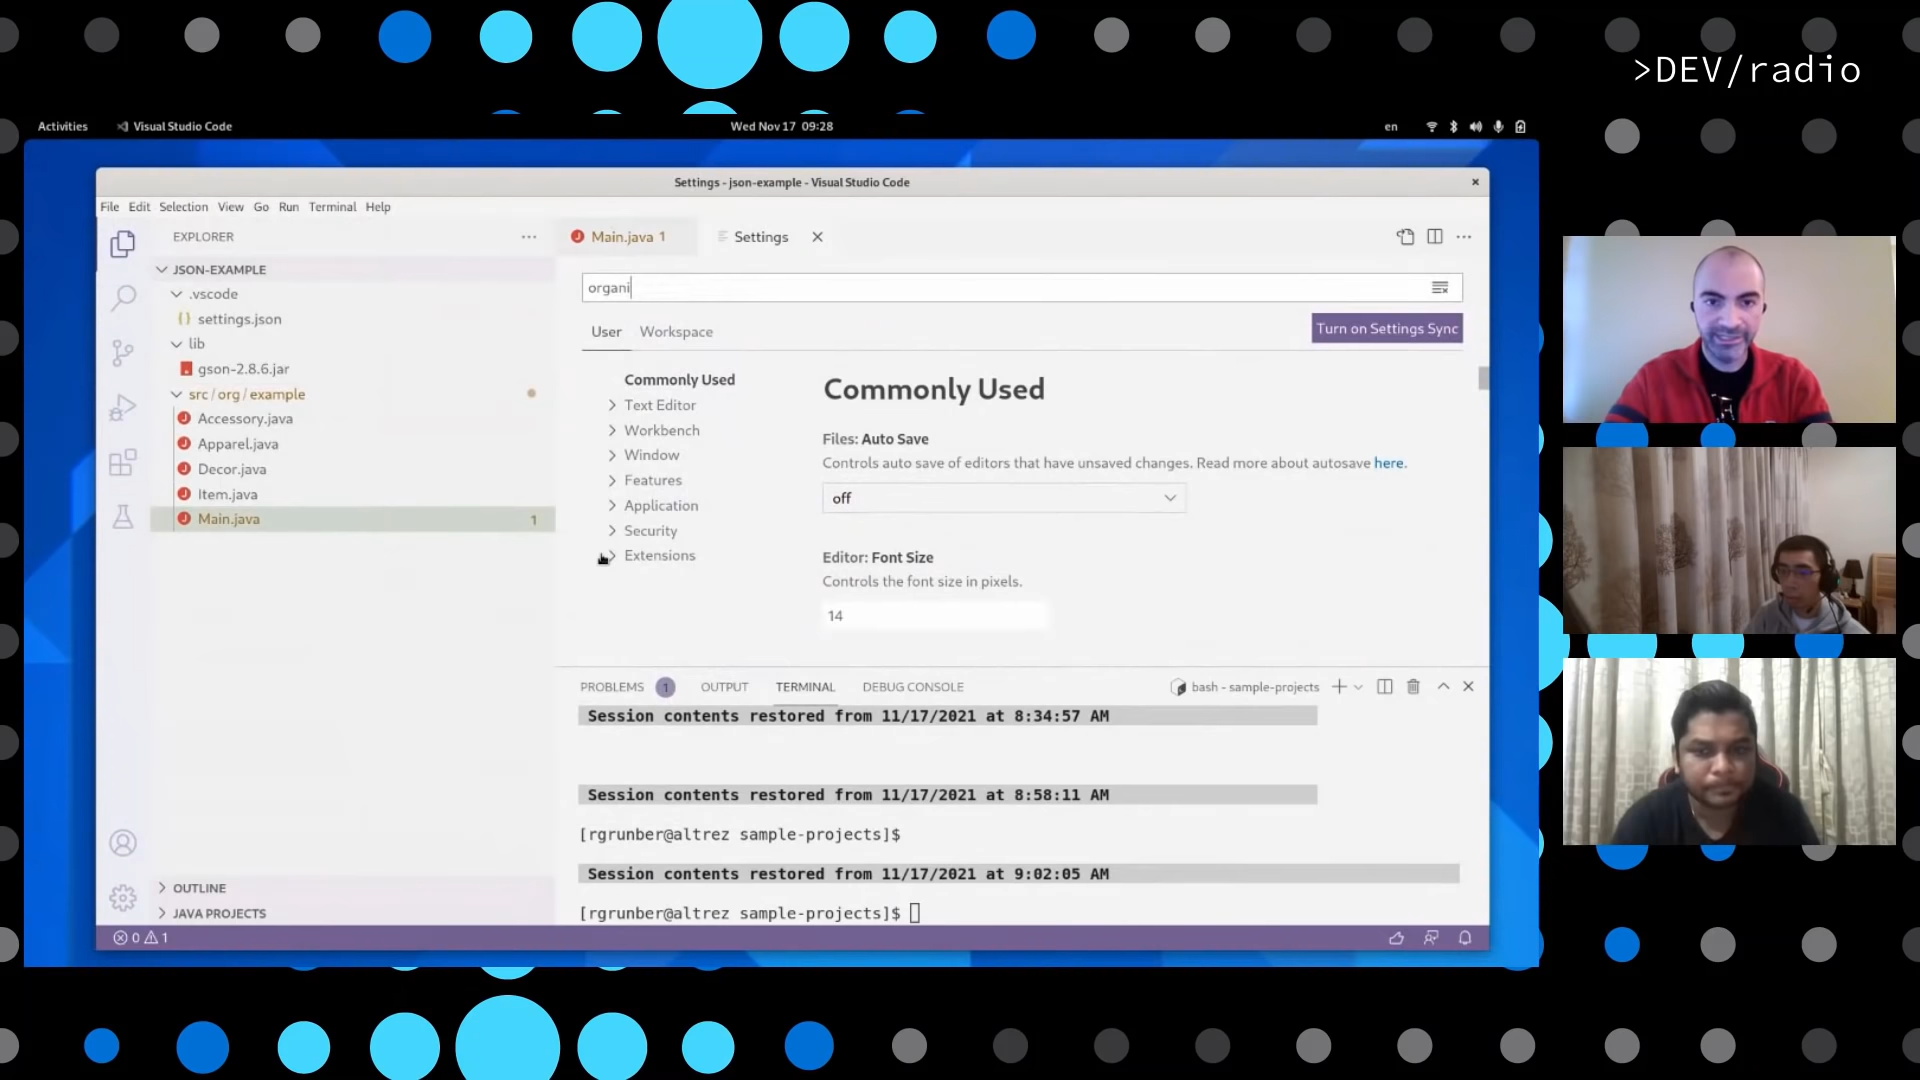 >DEV/radio
Activities Visual Studio Code Wed Nov 17 09:28 en
Settings - json-example - Visual Studio Code
File Edit Selection View Go Run Terminal Help
EXPLORER
JSON-EXAMPLE
.vscode
settings.json
lib
gson-2.8.6.jar
src / org / example
Accessory.java
Apparel.java
Decor.java
Item.java
Main.java 1
OUTLINE
JAVA PROJECTS
Main.java 1 Settings
organi
User Workspace Turn on Settings Sync
Commonly Used
Text Editor
Workbench
Window
Features
Application
Security
Extensions
Commonly Used
Files: Auto Save
Controls auto save of editors that have unsaved changes. Read more about autosave here.
off
Editor: Font Size
Controls the font size in pixels.
14
PROBLEMS 1 OUTPUT TERMINAL DEBUG CONSOLE bash - sample-projects
Session contents restored from 11/17/2021 at 8:34:57 AM
Session contents restored from 11/17/2021 at 8:58:11 AM
[rgrunber@altrez sample-projects]$
Session contents restored from 11/17/2021 at 9:02:05 AM
[rgrunber@altrez sample-projects]$
0 1